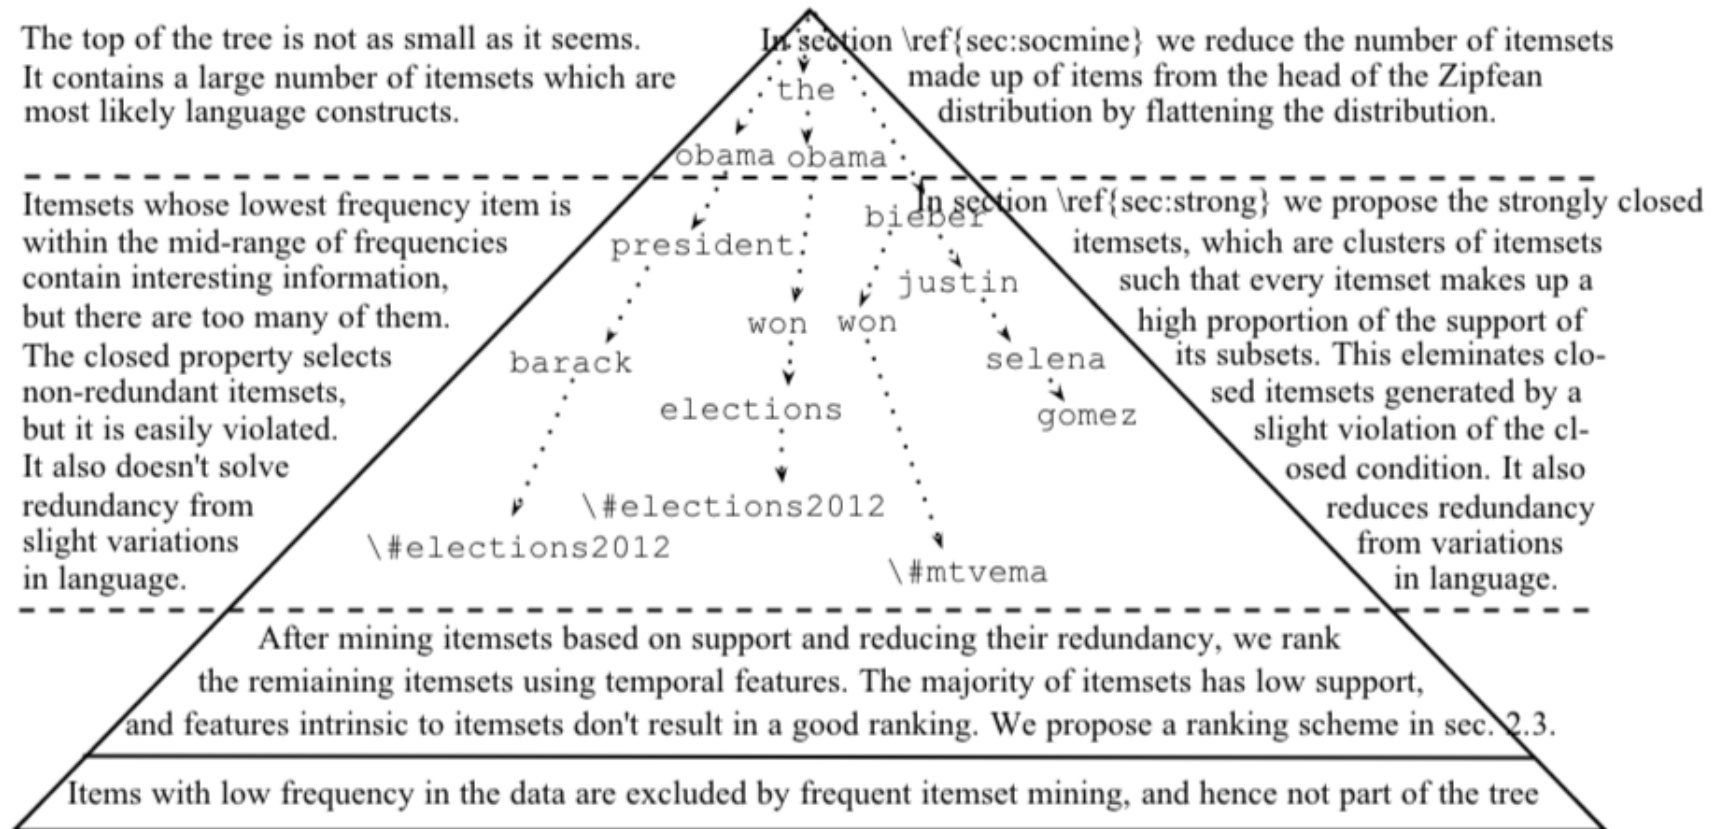 The top of the tree is not as small as it seems.
It contains a large number of itemsets which are
most likely language constructs.
In section \ref{sec:socmine} we reduce the number of itemsets
made up of items from the head of the Zipfean
distribution by flattening the distribution.
the
obama obama
Itemsets whose lowest frequency item is
within the mid-range of frequencies
contain interesting information,
but there are too many of them.
The closed property selects
non-redundant itemsets,
but it is easily violated.
It also doesn't solve
redundancy from
slight variations
in language.
bieber
president
justin
won won
barack
selena
elections
gomez
\#elections2012
\#elections2012
\#mtvema
In section \ref{sec:strong} we propose the strongly closed
itemsets, which are clusters of itemsets
such that every itemset makes up a
high proportion of the support of
its subsets. This eleminates clo-
sed itemsets generated by a
slight violation of the cl-
osed condition. It also
reduces redundancy
from variations
in language.
After mining itemsets based on support and reducing their redundancy, we rank
the remiaining itemsets using temporal features. The majority of itemsets has low support,
and features intrinsic to itemsets don't result in a good ranking. We propose a ranking scheme in sec. 2.3.
Items with low frequency in the data are excluded by frequent itemset mining, and hence not part of the tree